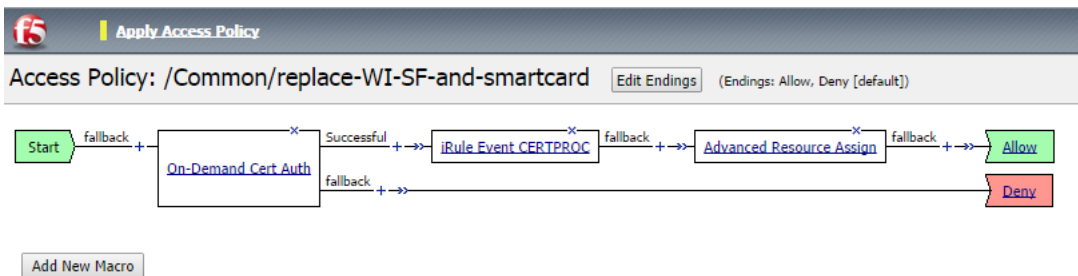 f5 Apply Access Policy
Access Policy: /Common/replace-WI-SF-and-smartcard Edit Endings (Endings: Allow, Deny [default])
Start fallback + On-Demand Cert Auth × Successful + iRule Event CERTPROC × fallback + Advanced Resource Assign × fallback + Allow
fallback + Deny
Add New Macro